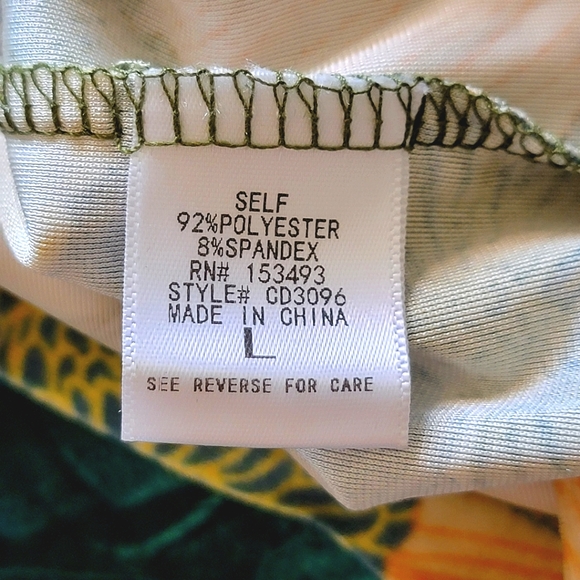 SELF
92%POLYESTER
8%SPANDEX
RN# 153493
STYLE# CD3096
MADE IN CHINA
L
SEE REVERSE FOR CARE